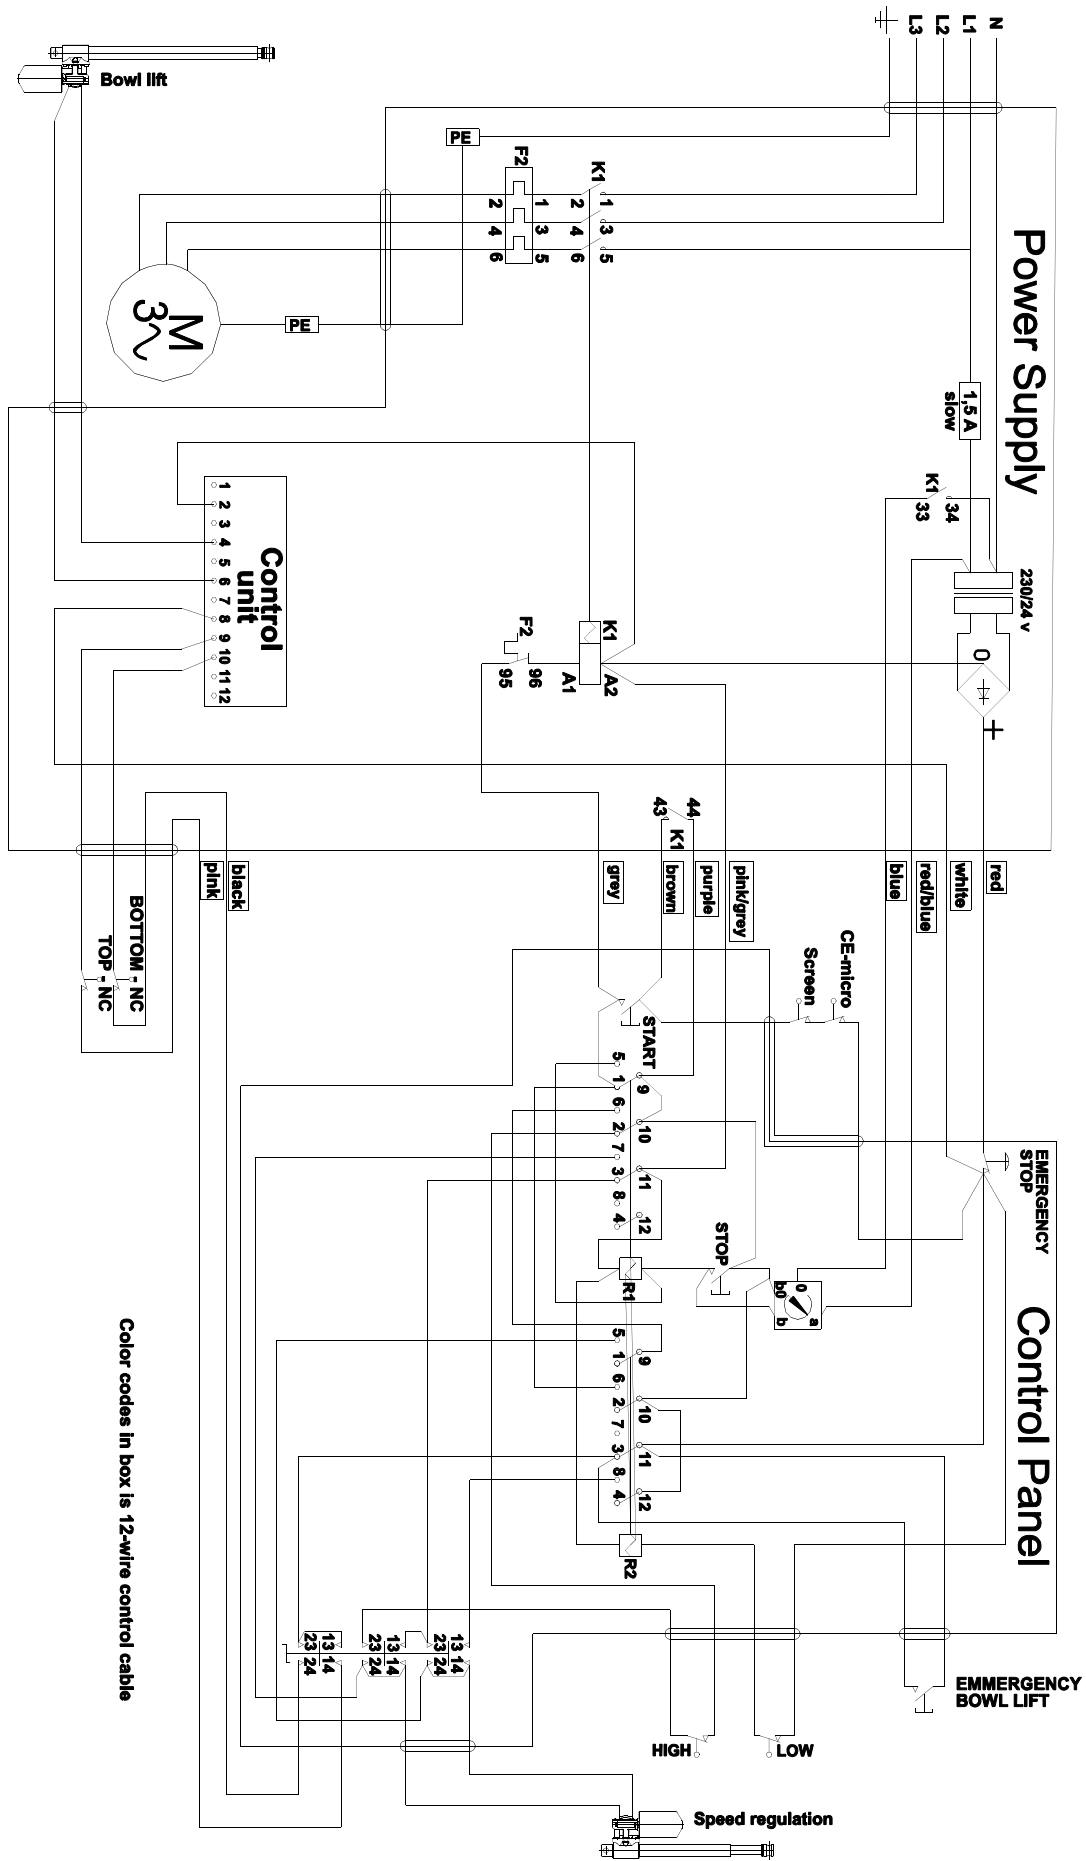 N
L1
L2
L3
Bowl lift
Power Supply
PE
F2
1
2
3
4
5
6
K1
1
2
3
4
5
6
M
3~
PE
1,5 A
slow
K1
33
34
230/24 v
0
+
Control
unit
1
2
3
4
5
6
7
8
9
10
11
12
F2
95
96
K1
A1
A2
43
44
K1
pink
black
grey
brown
purple
pink/grey
blue
red/blue
white
red
BOTTOM - NC
TOP - NC
Screen
CE-micro
START
EMERGENCY
STOP
5
1
9
6
2
10
7
3
11
8
4
12
R1
STOP
0
b0
b
a
Control Panel
5
1
9
6
2
10
7
3
11
8
4
12
R2
Color codes in box is 12-wire control cable
13
14
23
24
13
14
23
24
13
14
23
24
EMMERGENCY
BOWL LIFT
HIGH
LOW
Speed regulation